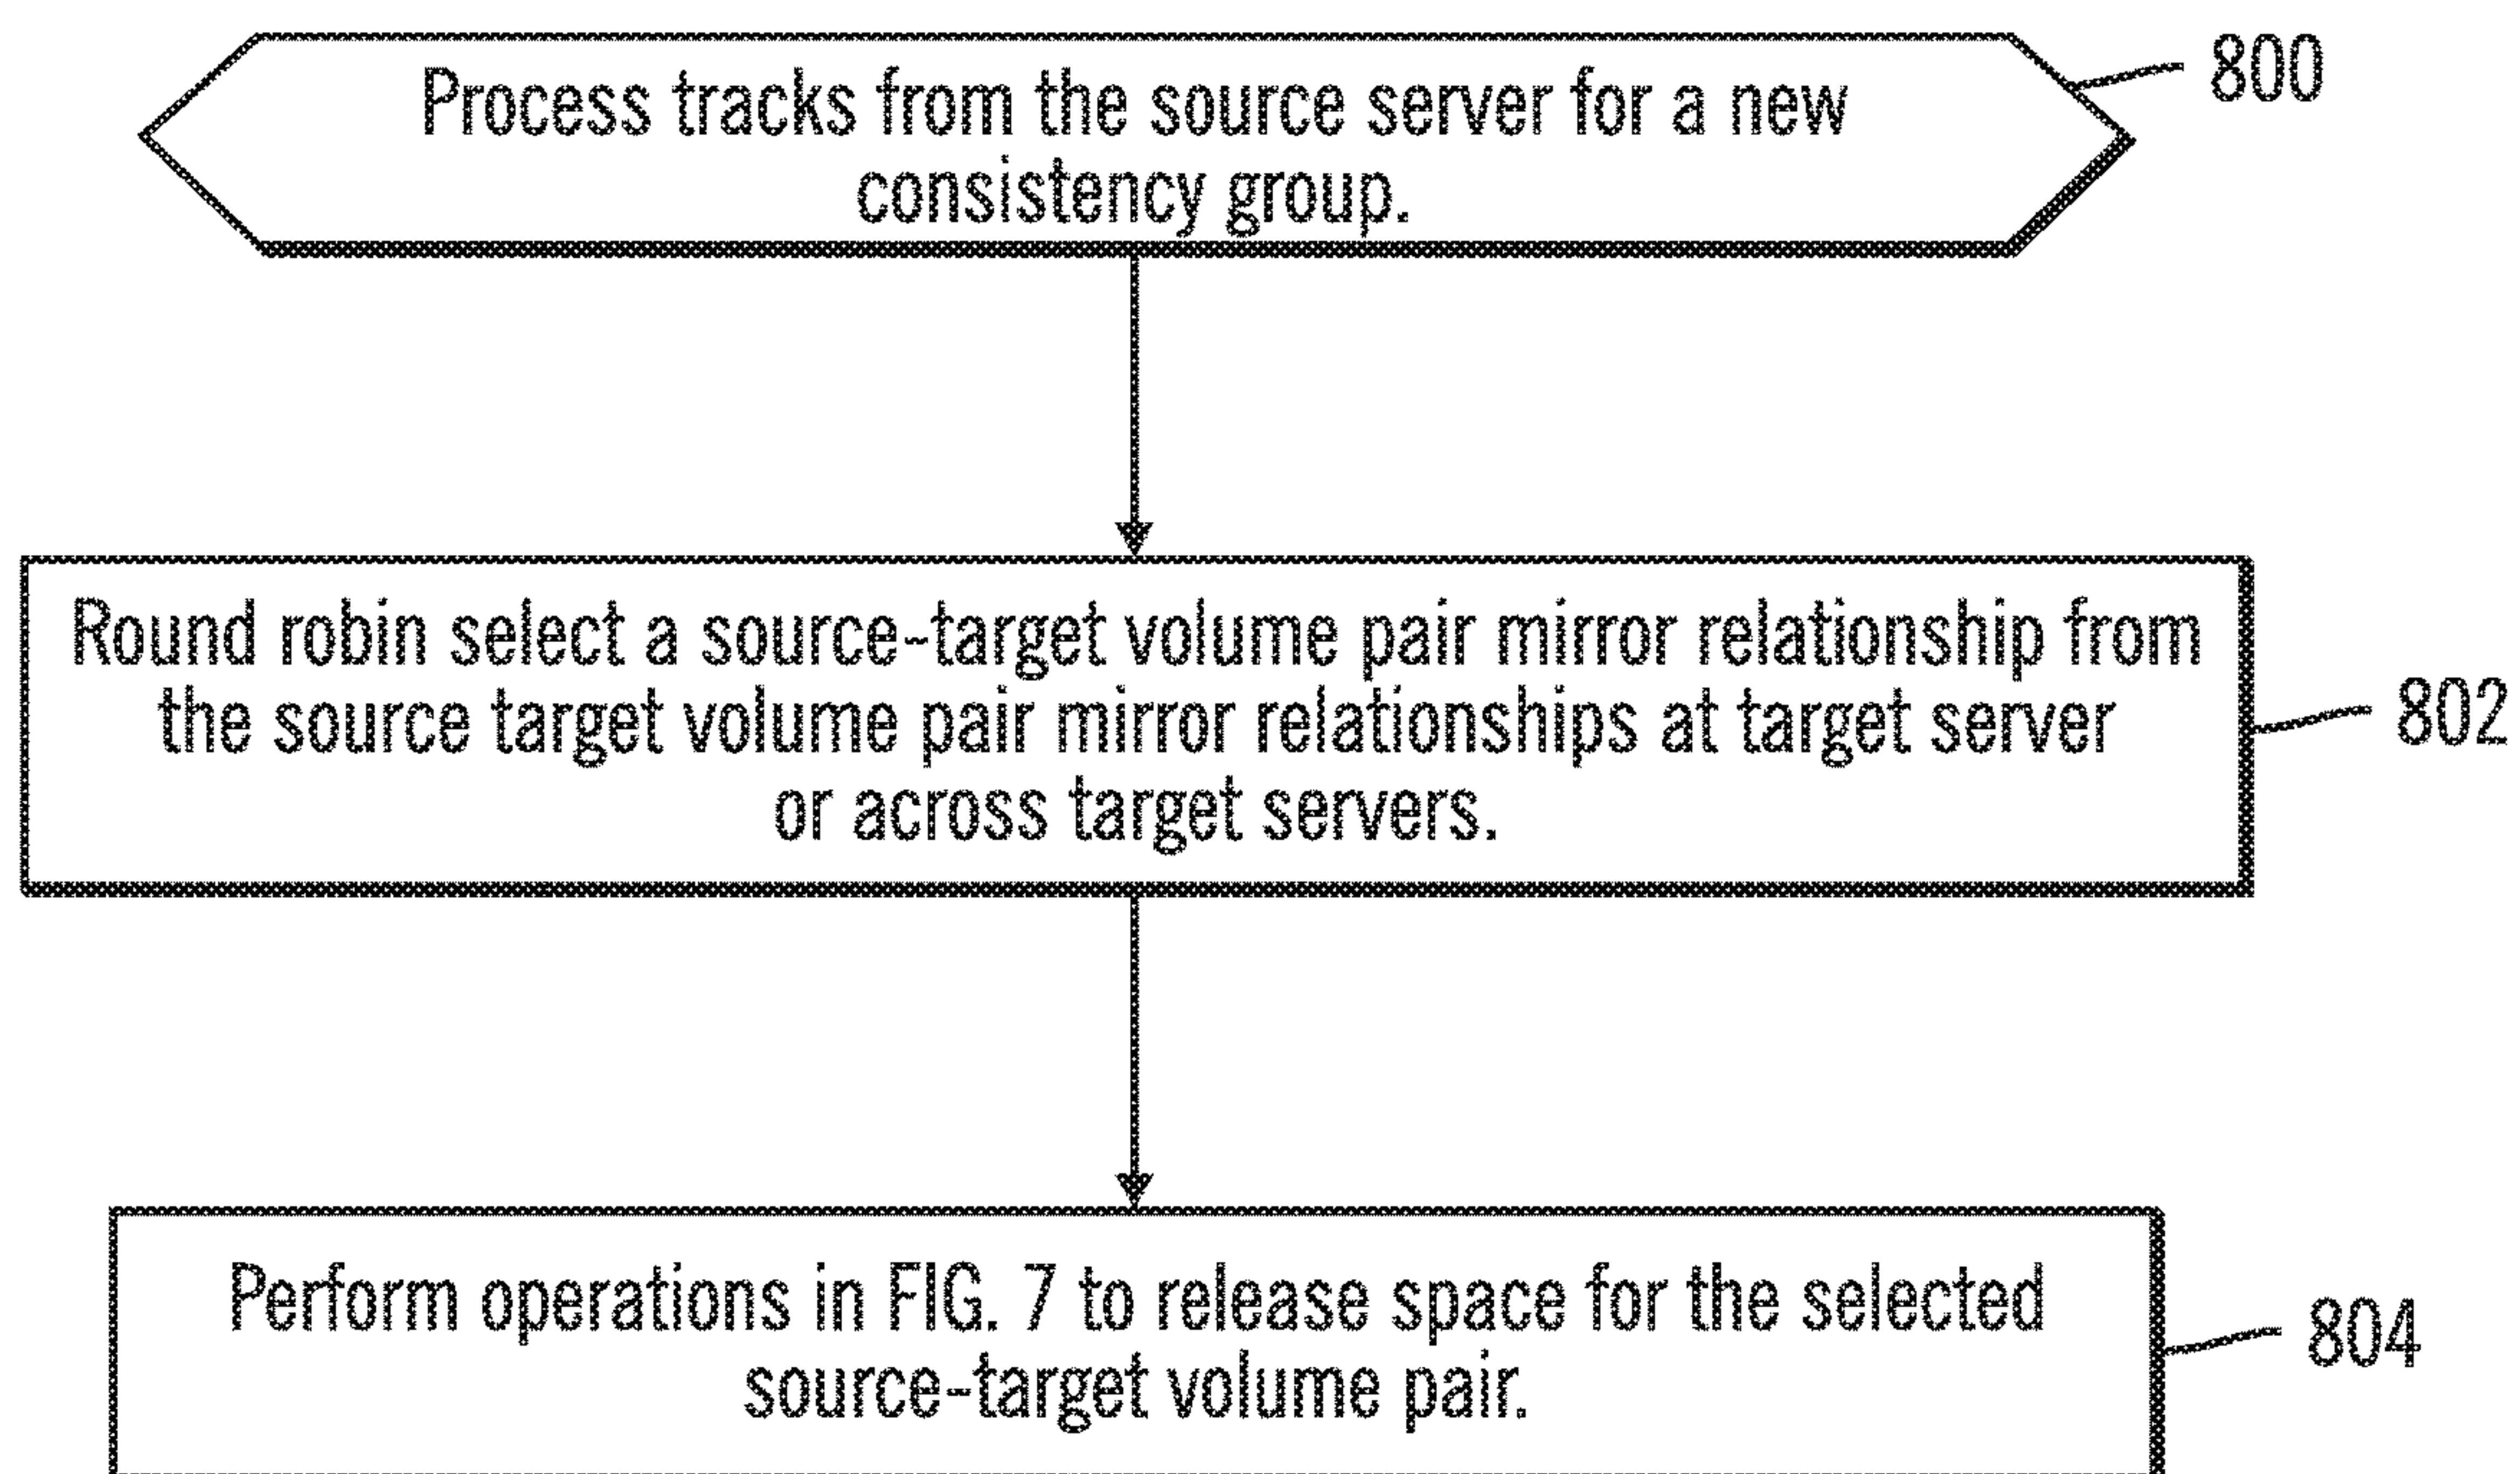 Process tracks from the source server for a new
consistency group.
800
Round robin select a source-target volume pair mirror relationship from
the source target volume pair mirror relationships at target server
or across target servers.
802
Perform operations in FIG. 7 to release space for the selected
source-target volume pair.
804